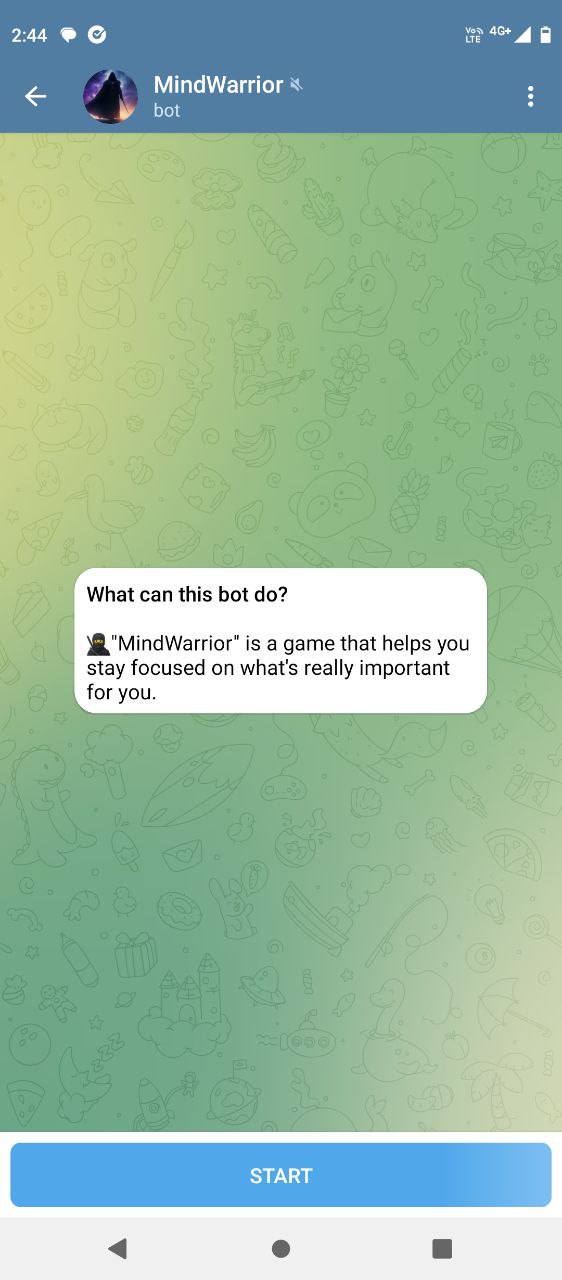 2:44
Vo))
LTE
4G+
MindWarrior
bot
What can this bot do?
🥷"MindWarrior" is a game that helps you
stay focused on what's really important
for you.
START